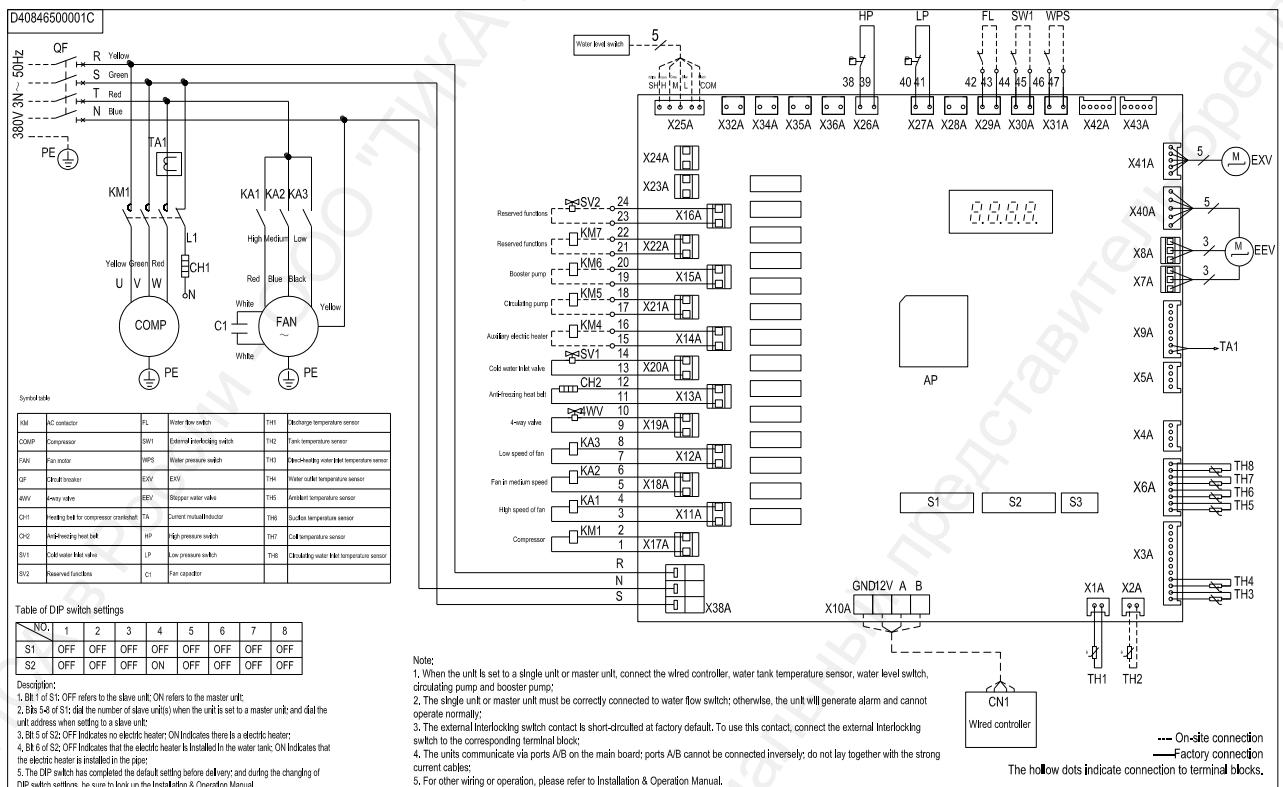 D40846500001C
380V 3N~ 50Hz
QF
R Yellow
S Green
T Red
N Blue
PE
TA1
KM1
KA1 KA2 KA3
High Medium Low
L1
CH1
N
Yellow Green Red
U V W
Red Blue Black
White
Yellow
C1
White
COMP
FAN
~
PE
PE
Water level switch
5
SH H M L COM
X25A
HP
LP
FL SW1 WPS
38 39
40 41
42 43 44 45 46 47
X32A X34A X35A X36A X26A X27A X28A X29A X30A X31A X42A X43A
X24A
X23A
Reserved functions SV2 24
23 X16A
Reserved functions KM7 22
21 X22A
Booster pump KM6 20
19 X15A
Circulating pump KM5 18
17 X21A
Auxiliary electric heater KM4 16
15 X14A
Cold water inlet valve SV1 14
13 X20A
Anti-freezing heat belt CH2 12
11 X13A
4-way valve 4WV 10
9 X19A
Low speed of fan KA3 8
7 X12A
Fan in medium speed KA2 6
5 X18A
High speed of fan KA1 4
3 X11A
Compressor KM1 2
1 X17A
R
N
S
X38A
8.8.8.8.
AP
S1 S2 S3
X41A 5 M EXV
X40A 5
X8A 3 M EEV
X7A 3
X9A
TA1
X5A
X4A
X6A
TH8
TH7
TH6
TH5
X3A
TH4
TH3
GND 12V A B
X10A
X1A X2A
TH1 TH2
CN1
Wired controller
--- On-site connection
—Factory connection
The hollow dots indicate connection to terminal blocks.
Symbol table
KM AC contactor FL Water flow switch TH1 Discharge temperature sensor
COMP Compressor SW1 External interlocking switch TH2 Tank temperature sensor
FAN Fan motor WPS Water pressure switch TH3 Direct-heating water inlet temperature sensor
QF Circuit breaker EXV EXV TH4 Water outlet temperature sensor
4WV 4-way valve EEV Stepper water valve TH5 Ambient temperature sensor
CH1 Heating belt for compressor crankshaft TA Current mutual inductor TH6 Suction temperature sensor
CH2 Anti-freezing heat belt HP High pressure switch TH7 Coil temperature sensor
SV1 Cold water inlet valve LP Low pressure switch TH8 Circulating water inlet temperature sensor
SV2 Reserved functions C1 Fan capacitor
Table of DIP switch settings
NO. 1 2 3 4 5 6 7 8
S1 OFF OFF OFF OFF OFF OFF OFF OFF
S2 OFF OFF OFF ON OFF OFF OFF OFF
Description:
1. Bit 1 of S1: OFF refers to the slave unit; ON refers to the master unit;
2. Bits 5-8 of S1: dial the number of slave unit(s) when the unit is set to a master unit; and dial the
unit address when setting to a slave unit;
3. Bit 5 of S2: OFF indicates no electric heater; ON indicates there is a electric heater;
4. Bit 6 of S2: OFF indicates that the electric heater is installed in the water tank; ON indicates that
the electric heater is installed in the pipe;
5. The DIP switch has completed the default setting before delivery; and during the changing of
DIP switch settings, be sure to look up the Installation & Operation Manual.
Note:
1. When the unit is set to a single unit or master unit, connect the wired controller, water tank temperature sensor, water level switch,
circulating pump and booster pump;
2. The single unit or master unit must be correctly connected to water flow switch; otherwise, the unit will generate alarm and cannot
operate normally;
3. The external interlocking switch contact is short-circuited at factory default. To use this contact, connect the external interlocking
switch to the corresponding terminal block;
4. The units communicate via ports A/B on the main board; ports A/B cannot be connected inversely; do not lay together with the strong
current cables;
5. For other wiring or operation, please refer to Installation & Operation Manual.